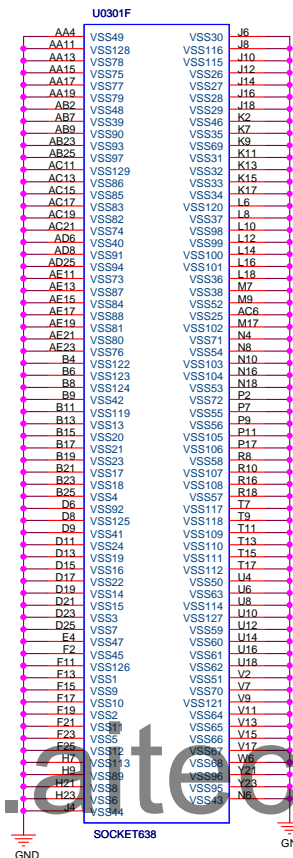 U0301F
AA4 VSS49 VSS30 J6
AA11 VSS128 VSS116 J8
AA13 VSS78 VSS115 J10
AA15 VSS75 VSS26 J12
AA17 VSS77 VSS27 J14
AA19 VSS79 VSS28 J16
AB2 VSS48 VSS29 J18
AB7 VSS39 VSS46 K2
AB9 VSS90 VSS35 K7
AB23 VSS93 VSS69 K9
AB25 VSS97 VSS31 K11
AC11 VSS129 VSS32 K13
AC13 VSS86 VSS33 K15
AC15 VSS85 VSS34 K17
AC17 VSS83 VSS120 L6
AC19 VSS82 VSS37 L8
AC21 VSS74 VSS98 L10
AD6 VSS40 VSS99 L12
AD8 VSS91 VSS100 L14
AD25 VSS94 VSS101 L16
AE11 VSS73 VSS36 L18
AE13 VSS87 VSS38 M7
AE15 VSS84 VSS52 M9
AE17 VSS88 VSS25 AC6
AE19 VSS81 VSS102 M17
AE21 VSS80 VSS71 N4
AE23 VSS76 VSS54 N8
B4 VSS122 VSS103 N10
B6 VSS123 VSS104 N16
B8 VSS124 VSS53 N18
B9 VSS42 VSS72 P2
B11 VSS119 VSS55 P7
B13 VSS13 VSS56 P9
B15 VSS20 VSS105 P11
B17 VSS21 VSS106 P17
B19 VSS23 VSS58 R8
B21 VSS17 VSS107 R10
B23 VSS18 VSS108 R16
B25 VSS4 VSS57 R18
D6 VSS92 VSS117 T7
D8 VSS125 VSS118 T9
D9 VSS41 VSS109 T11
D11 VSS24 VSS110 T13
D13 VSS19 VSS111 T15
D15 VSS16 VSS112 T17
D17 VSS22 VSS50 U4
D19 VSS14 VSS63 U6
D21 VSS15 VSS114 U8
D23 VSS3 VSS127 U10
D25 VSS7 VSS59 U12
E4 VSS47 VSS60 U14
F2 VSS45 VSS61 U16
F11 VSS126 VSS62 U18
F13 VSS1 VSS51 V2
F15 VSS9 VSS70 V7
F17 VSS10 VSS121 V9
F19 VSS2 VSS64 V11
F21 VSS11 VSS65 V13
F23 VSS5 VSS66 V15
F25 VSS12 VSS67 V17
H7 VSS113 VSS68 W6
H9 VSS89 VSS96 Y21
H21 VSS8 VSS95 Y23
H23 VSS6 VSS43 N6
J4 VSS44
.aitec
SOCKET638
GND